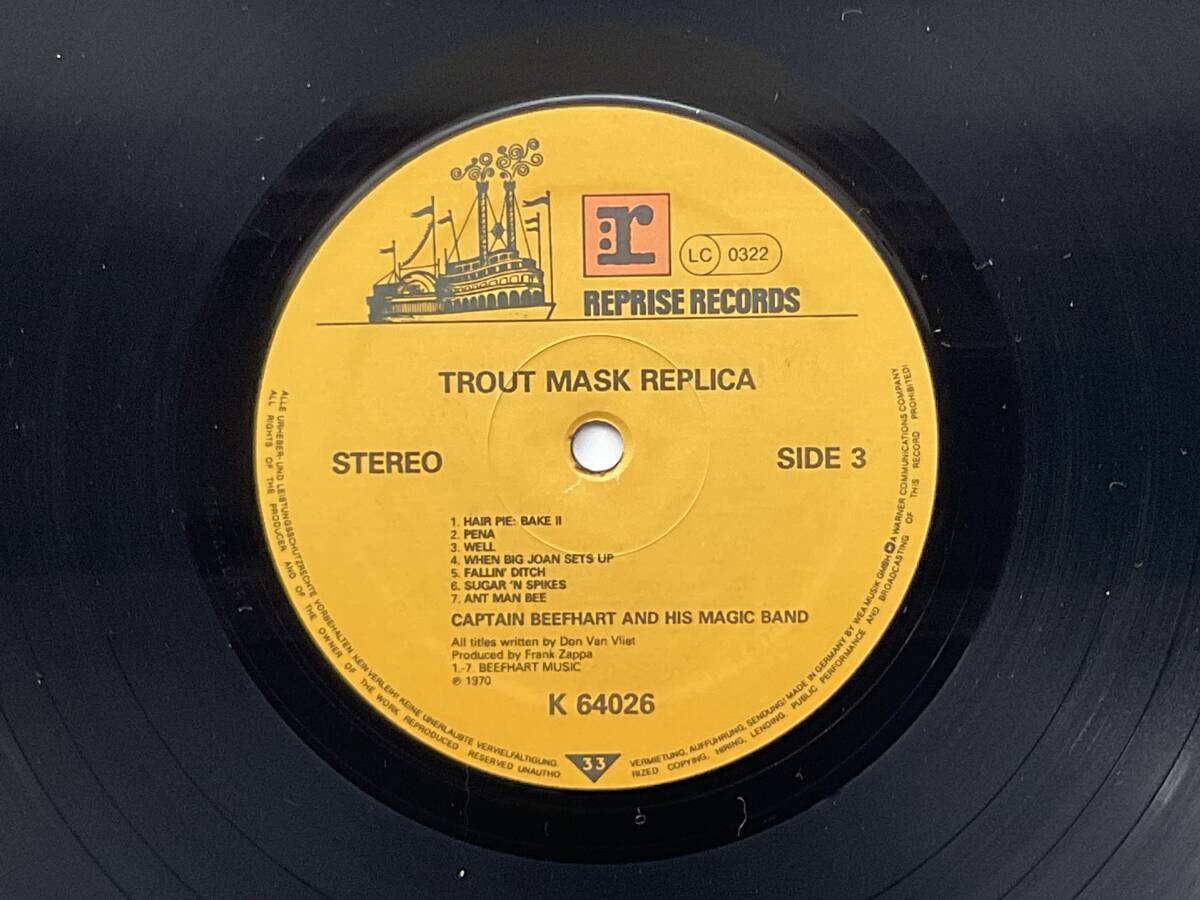 r
LC 0322
REPRISE RECORDS
TROUT MASK REPLICA
STEREO
SIDE 3
1. HAIR PIE: BAKE II
2. PENA
3. WELL
4. WHEN BIG JOAN SETS UP
5. FALLIN' DITCH
6. SUGAR 'N SPIKES
7. ANT MAN BEE
CAPTAIN BEEFHART AND HIS MAGIC BAND
All titles written by Don Van Vliet
Produced by Frank Zappa
1.-7. BEEFHART MUSIC
℗ 1970
K 64026
33
ALLE URHEBER- UND LEISTUNGSSCHUTZRECHTE VORBEHALTEN. KEIN VERLEIH! KEINE UNERLAUBTE VERVIELFÄLTIGUNG, VERMIETUNG, AUFFÜHRUNG, SENDUNG! MADE IN GERMANY BY WEA MUSIK GMBH A WARNER COMMUNICATIONS COMPANY
ALL RIGHTS OF THE PRODUCER AND OF THE OWNER OF THE WORK REPRODUCED RESERVED UNAUTHORIZED COPYING, HIRING, LENDING, PUBLIC PERFORMANCE AND BROADCASTING OF THIS RECORD PROHIBITED!